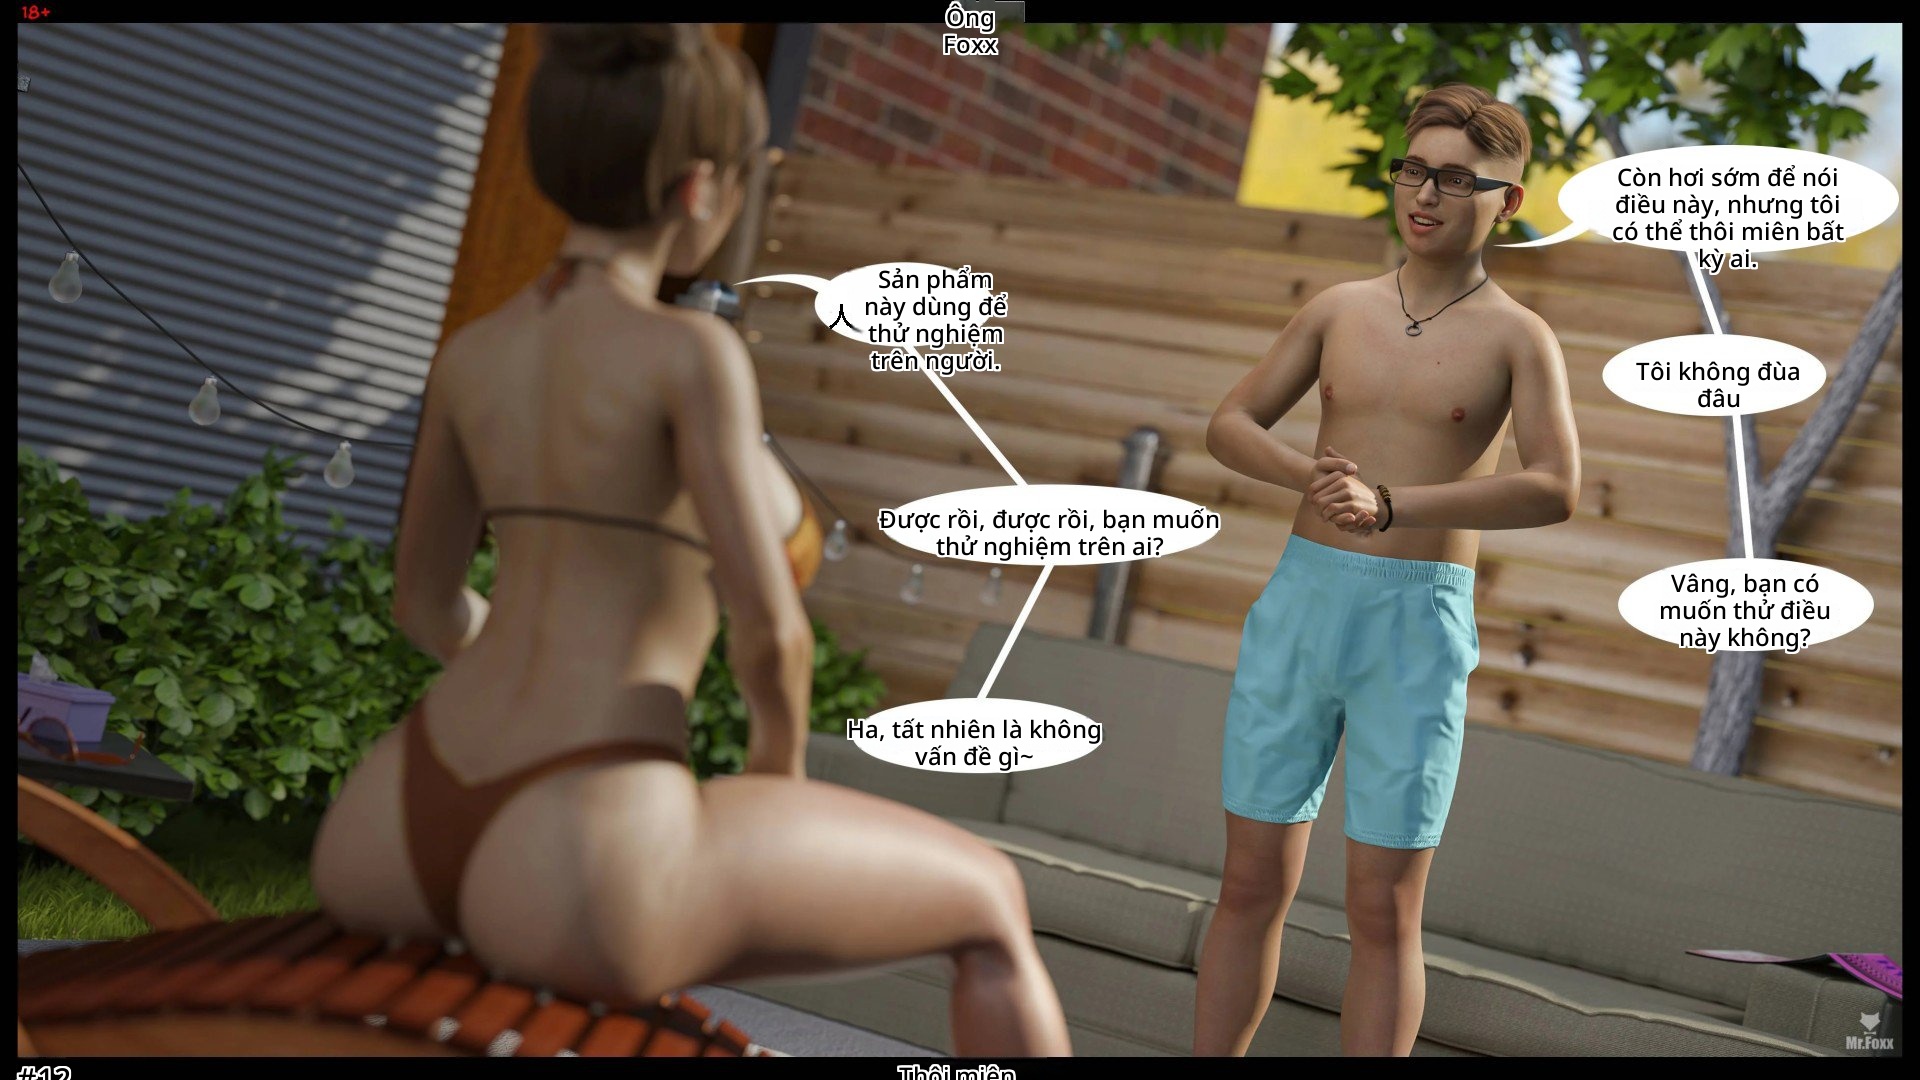 18+
Ông
Foxx
Còn hơi sớm để nói
điều này, nhưng tôi
có thể thôi miên bất
kỳ ai.
Sản phẩm
này dùng để
thử nghiệm
trên người.
Tôi không đùa
đâu
Được rồi, được rồi, bạn muốn
thử nghiệm trên ai?
Vâng, bạn có
muốn thử điều
này không?
Ha, tất nhiên là không
vấn đề gì~
Mr.Foxx
#12
Thôi miên